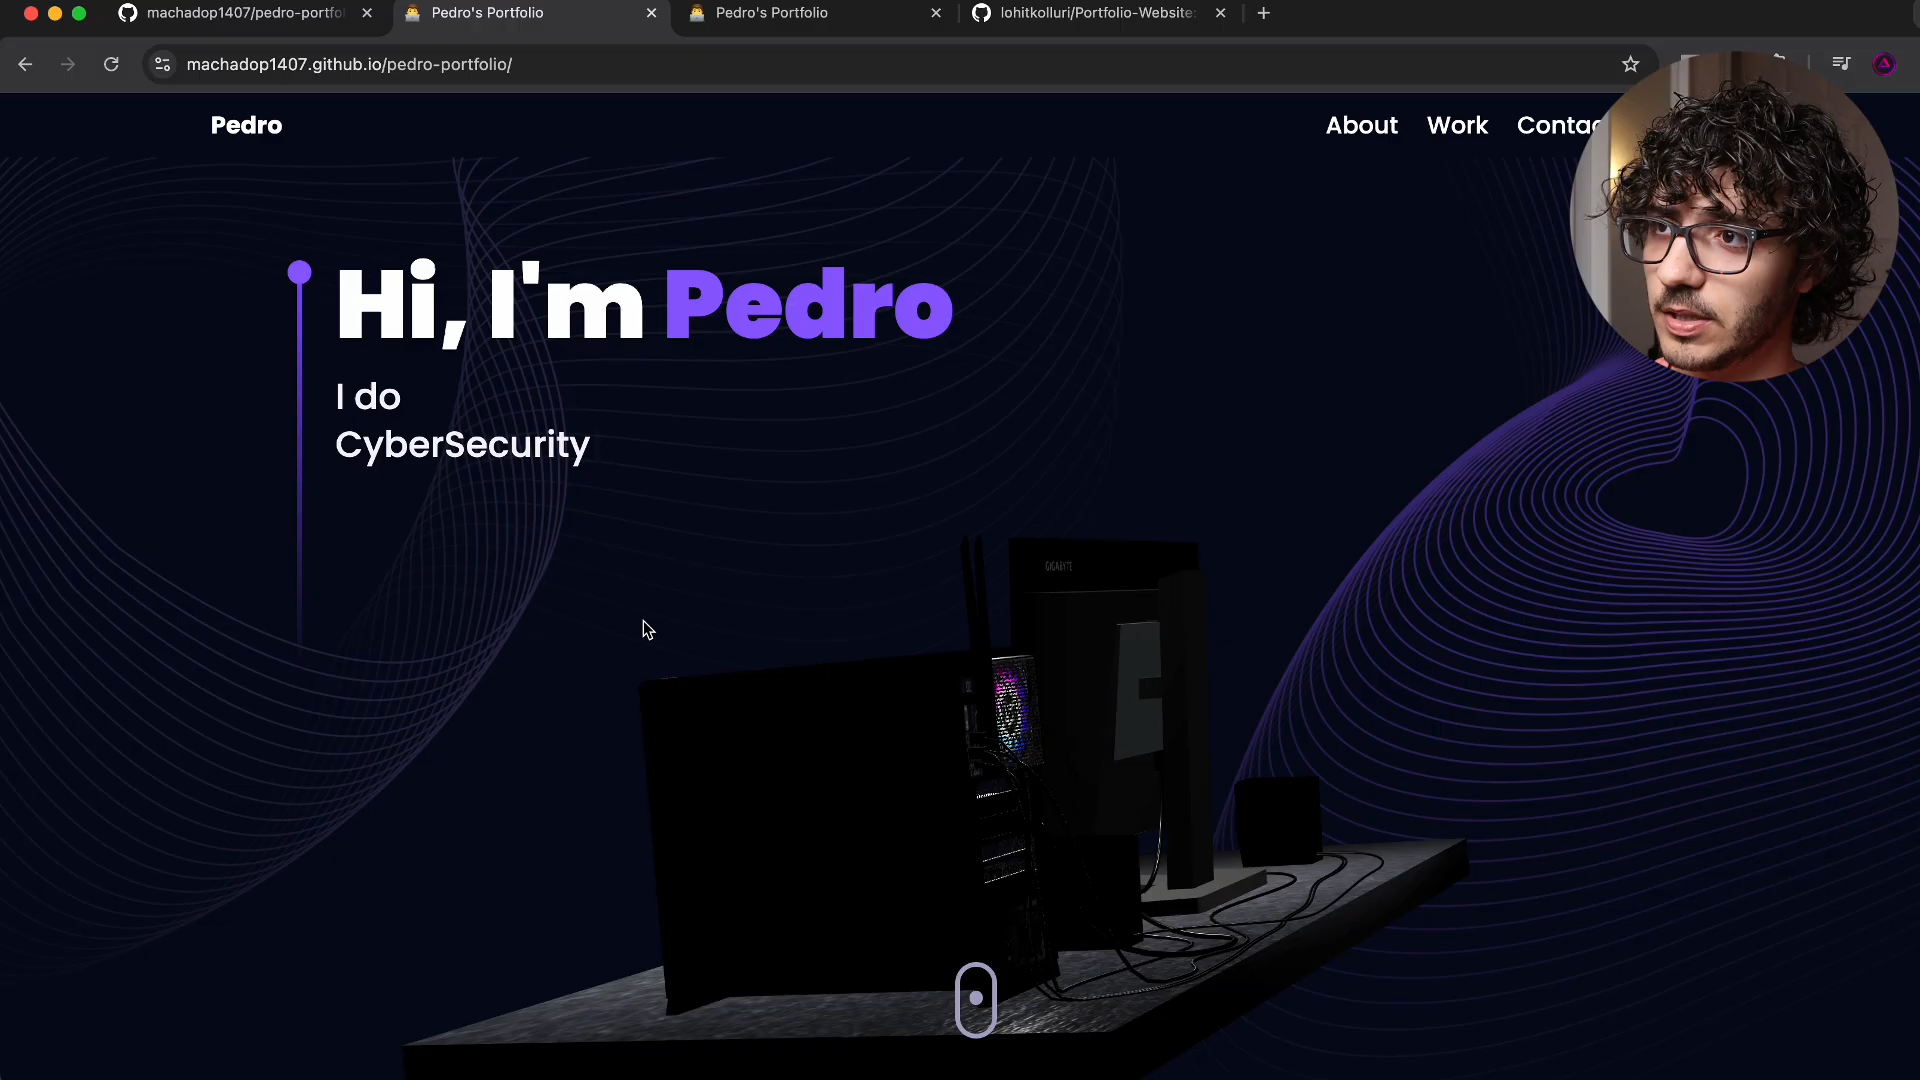 machadop1407/pedro-portfo
Pedro's Portfolio
Pedro's Portfolio
lohitkolluri/Portfolio-Website:
machadop1407.github.io/pedro-portfolio/
Pedro
About
Work
Contac
Hi, I'm Pedro
I do
CyberSecurity
GIGABYTE